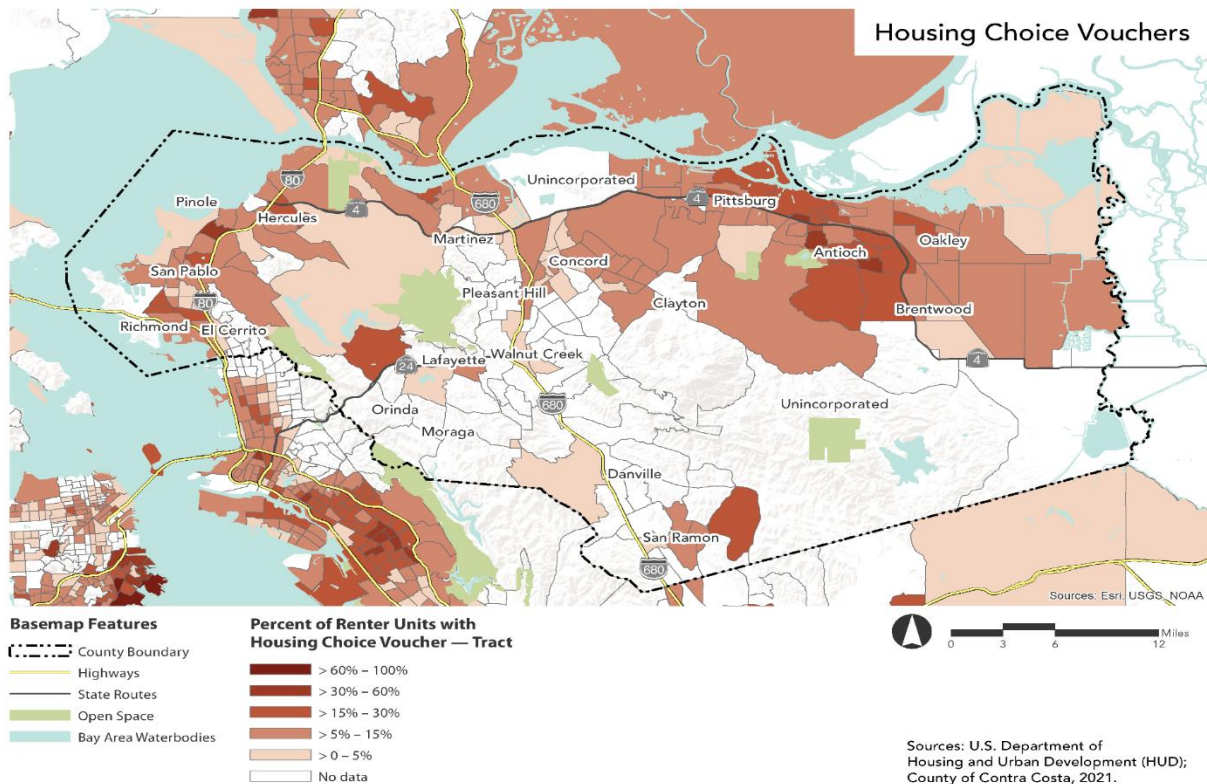 Housing Choice Vouchers
Unincorporated
80
Pinole
4
680
4
Pittsburg
Hercules
Martinez
Antioch
Oakley
Concord
San Pablo
80
Pleasant Hill
Clayton
Brentwood
Richmond
El Cerrito
24
Lafayette
Walnut Creek
4
Orinda
680
Unincorporated
Moraga
Danville
San Ramon
680
Sources: Esri, USGS, NOAA
Basemap Features
County Boundary
Highways
State Routes
Open Space
Bay Area Waterbodies
Percent of Renter Units with
Housing Choice Voucher — Tract
> 60% – 100%
> 30% – 60%
> 15% – 30%
> 5% – 15%
> 0 – 5%
No data
Miles
0 3 6 12
Sources: U.S. Department of
Housing and Urban Development (HUD);
County of Contra Costa, 2021.